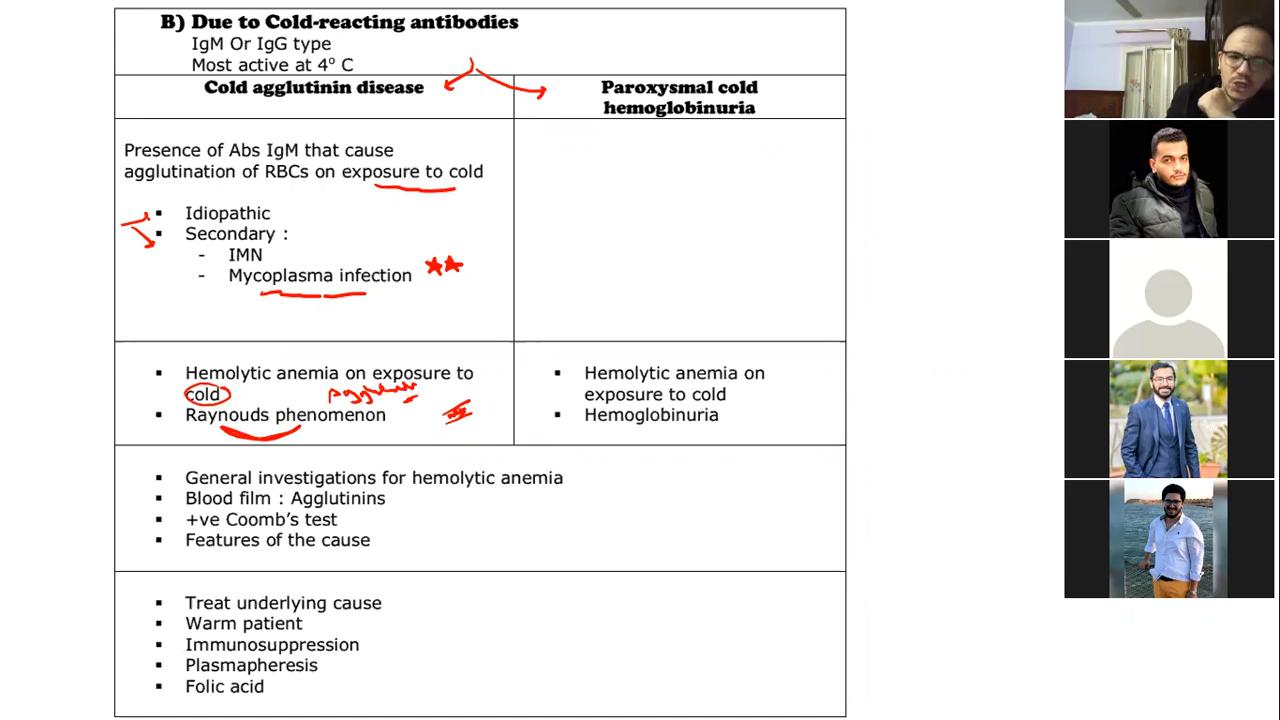 B) Due to Cold-reacting antibodies
IgM Or IgG type
Most active at 4º C
Cold agglutinin disease
Paroxysmal cold
hemoglobinuria
Presence of Abs IgM that cause
agglutination of RBCs on exposure to cold
▪ Idiopathic
▪ Secondary :
- IMN
- Mycoplasma infection
▪ Hemolytic anemia on exposure to
cold
▪ Raynouds phenomenon
▪ Hemolytic anemia on
exposure to cold
▪ Hemoglobinuria
▪ General investigations for hemolytic anemia
▪ Blood film : Agglutinins
▪ +ve Coomb’s test
▪ Features of the cause
▪ Treat underlying cause
▪ Warm patient
▪ Immunosuppression
▪ Plasmapheresis
▪ Folic acid